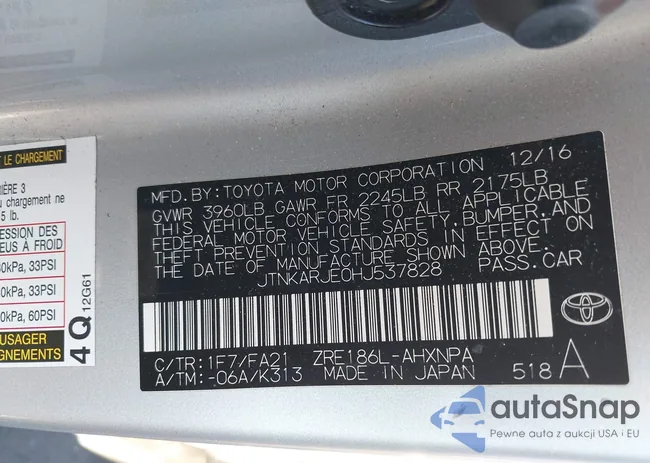 ET LE CHARGEMENT
RIÈRE 3
du chargement ne
5 lb.
RESSION DES
EUS À FROID
0kPa, 33PSI
0kPa, 33PSI
0kPa, 60PSI
USAGER
GNEMENTS
4Q 12G61
MFD. BY: TOYOTA MOTOR CORPORATION 12/16
GVWR 3960LB GAWR FR 2245LB RR 2175LB
THIS VEHICLE CONFORMS TO ALL APPLICABLE
FEDERAL MOTOR VEHICLE SAFETY, BUMPER, AND
THEFT PREVENTION STANDARDS IN EFFECT ON
THE DATE OF MANUFACTURE SHOWN ABOVE.
JTNKARJE0HJ537828 PASS. CAR
C/TR: 1F7/FA21 ZRE186L-AHXNPA
A/TM: -06A/K313 MADE IN JAPAN 518 A
autaSnap
Pewne auta z aukcji USA i EU